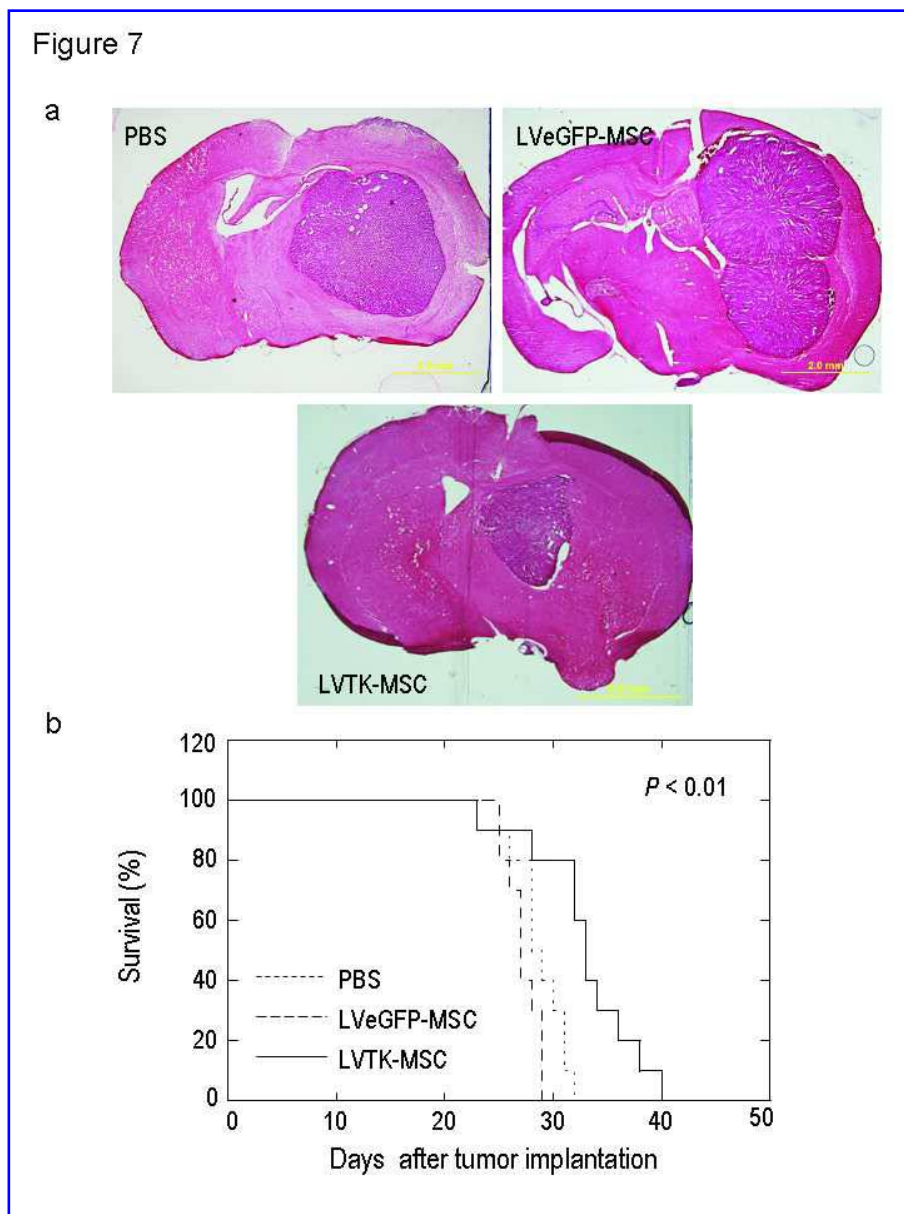 Figure 7
a
PBS
LVeGFP-MSC
2.0 mm
LVTK-MSC
b
120
100
80
60
40
20
0
Survival (%)
P < 0.01
PBS
LVeGFP-MSC
LVTK-MSC
0 10 20 30 40 50
Days after tumor implantation